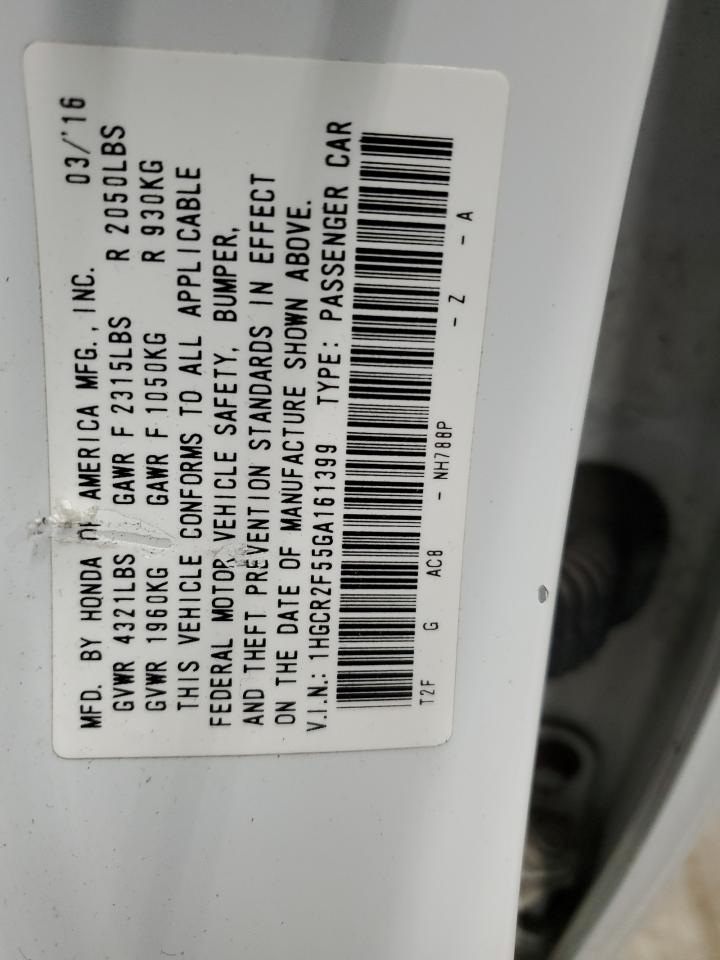 MFD. BY HONDA OF AMERICA MFG., INC. 03/'16
GVWR 4321LBS GAWR F 2315LBS R 2050LBS
GVWR 1960KG GAWR F 1050KG R 930KG
THIS VEHICLE CONFORMS TO ALL APPLICABLE
FEDERAL MOTOR VEHICLE SAFETY, BUMPER,
AND THEFT PREVENTION STANDARDS IN EFFECT
ON THE DATE OF MANUFACTURE SHOWN ABOVE.
V.I.N.: 1HGCR2F55GA161399 TYPE: PASSENGER CAR
T2F G AC8 - NH788P - Z - A